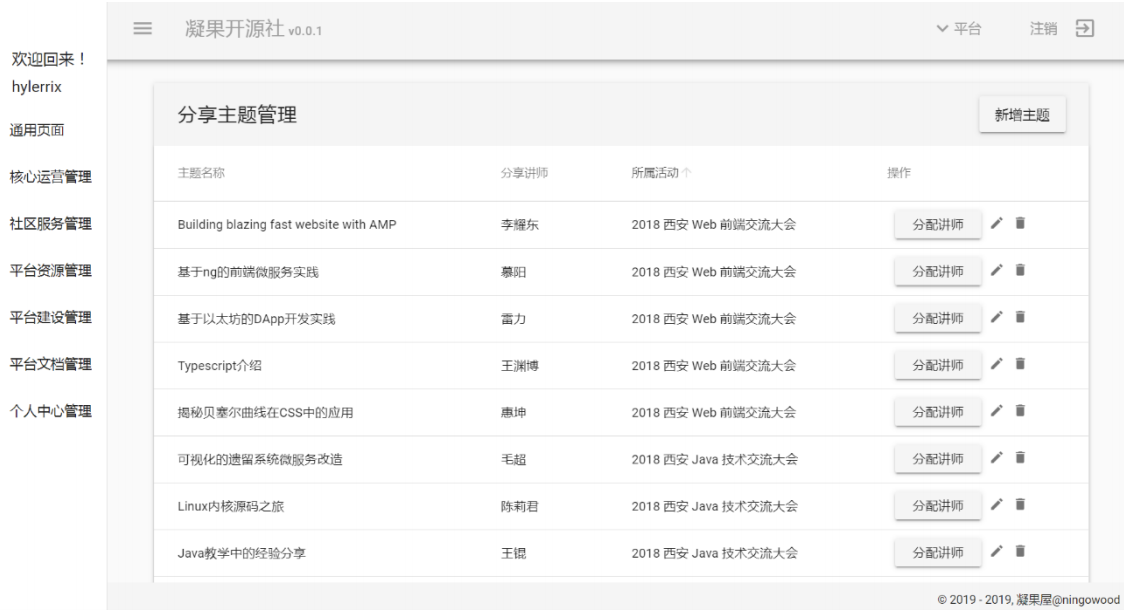 凝果开源社 v0.0.1
平台
注销
欢迎回来！
hylerrix
通用页面
核心运营管理
社区服务管理
平台资源管理
平台建设管理
平台文档管理
个人中心管理
分享主题管理
新增主题
主题名称 分享讲师 所属活动 操作
Building blazing fast website with AMP 李耀东 2018 西安 Web 前端交流大会 分配讲师
基于ng的前端微服务实践 慕阳 2018 西安 Web 前端交流大会 分配讲师
基于以太坊的DApp开发实践 雷力 2018 西安 Web 前端交流大会 分配讲师
Typescript介绍 王渊博 2018 西安 Web 前端交流大会 分配讲师
揭秘贝塞尔曲线在CSS中的应用 惠坤 2018 西安 Web 前端交流大会 分配讲师
可视化的遗留系统微服务改造 毛超 2018 西安 Java 技术交流大会 分配讲师
Linux内核源码之旅 陈莉君 2018 西安 Java 技术交流大会 分配讲师
Java教学中的经验分享 王锟 2018 西安 Java 技术交流大会 分配讲师
© 2019 - 2019, 凝果屋@ningowood